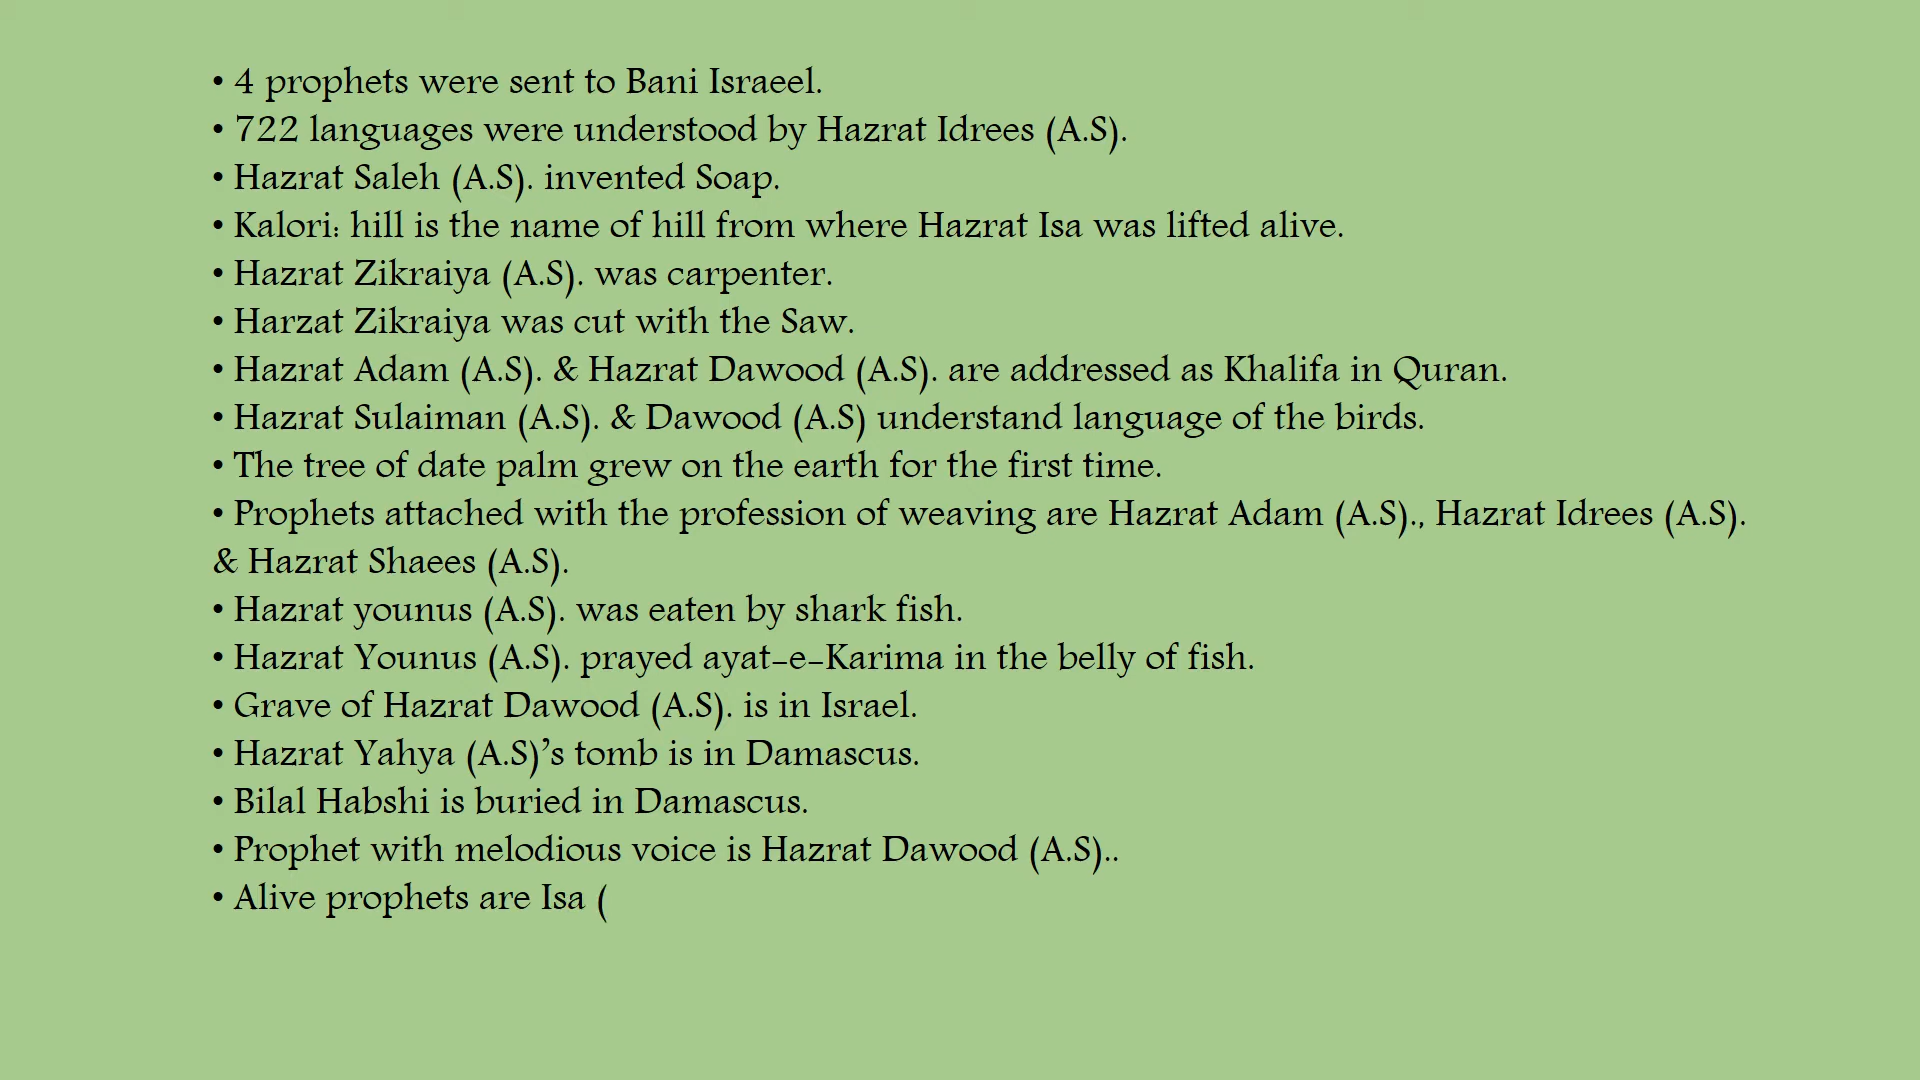 • 4 prophets were sent to Bani Israeel.
• 722 languages were understood by Hazrat Idrees (A.S).
• Hazrat Saleh (A.S). invented Soap.
• Kalori: hill is the name of hill from where Hazrat Isa was lifted alive.
• Hazrat Zikraiya (A.S). was carpenter.
• Harzat Zikraiya was cut with the Saw.
• Hazrat Adam (A.S). & Hazrat Dawood (A.S). are addressed as Khalifa in Quran.
• Hazrat Sulaiman (A.S). & Dawood (A.S) understand language of the birds.
• The tree of date palm grew on the earth for the first time.
• Prophets attached with the profession of weaving are Hazrat Adam (A.S)., Hazrat Idrees (A.S).
& Hazrat Shaees (A.S).
• Hazrat younus (A.S). was eaten by shark fish.
• Hazrat Younus (A.S). prayed ayat-e-Karima in the belly of fish.
• Grave of Hazrat Dawood (A.S). is in Israel.
• Hazrat Yahya (A.S)’s tomb is in Damascus.
• Bilal Habshi is buried in Damascus.
• Prophet with melodious voice is Hazrat Dawood (A.S)..
• Alive prophets are Isa (